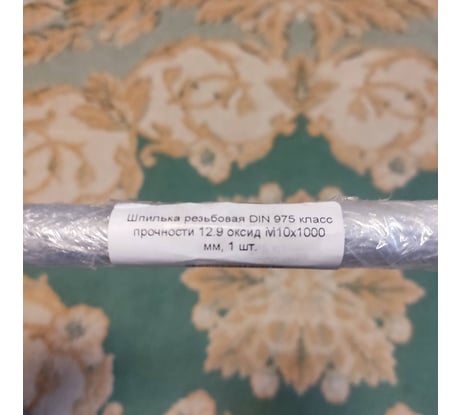 Шпилька резьбовая DIN 975 класс
прочности 12.9 оксид М10х1000
мм, 1 шт.